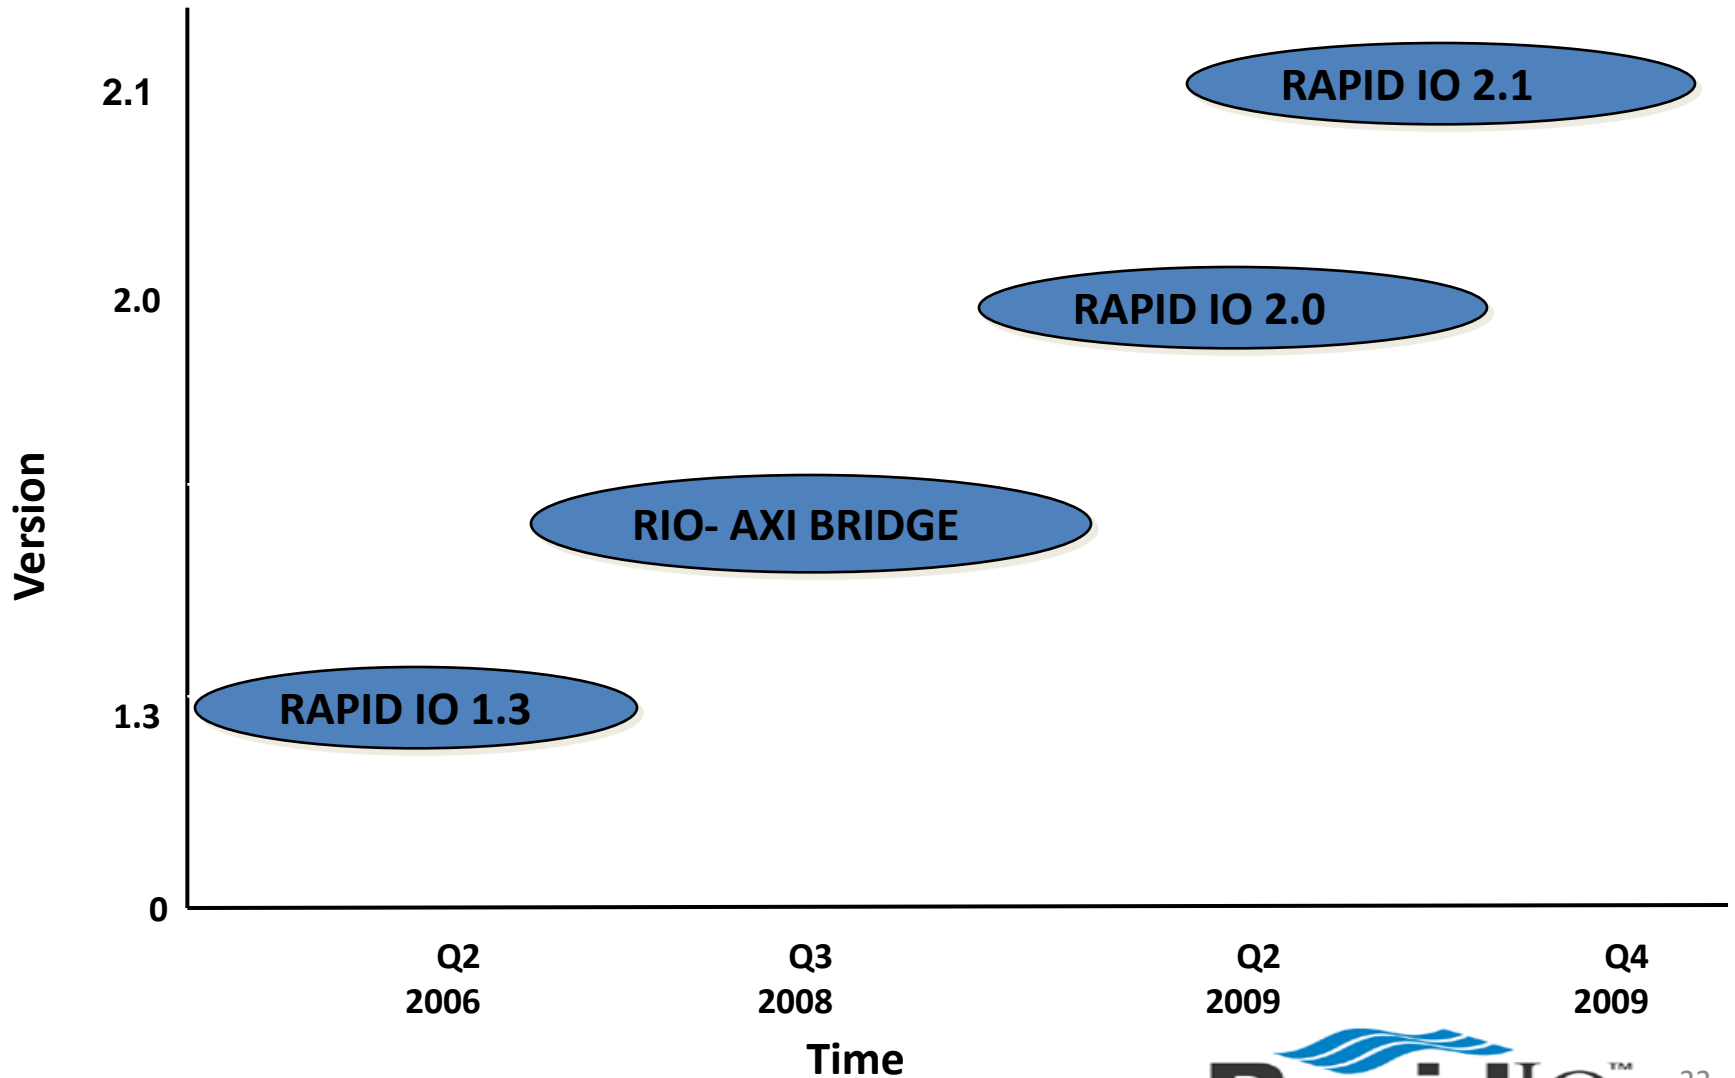 2.1
RAPID IO 2.1
2.0
RAPID IO 2.0
Version
RIO- AXI BRIDGE
1.3
RAPID IO 1.3
0
Q2 Q3 Q2 Q4
2006 2008 2009 2009
Time